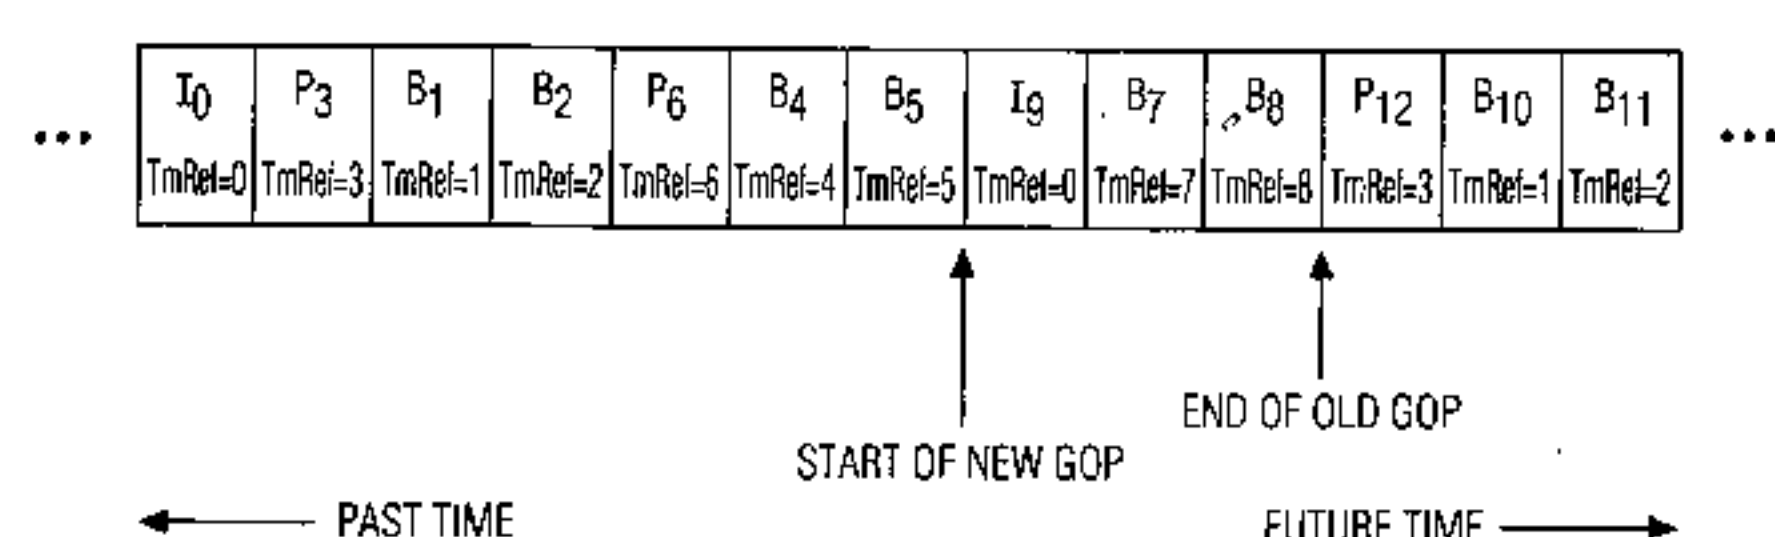 I0 P3 B1 B2 P6 B4 B5 I9 B7 B8 P12 B10 B11
... TmRef=0 TmRef=3 TmRef=1 TmRef=2 TmRef=6 TmRef=4 TmRef=5 TmRef=0 TmRef=7 TmRef=8 TmRef=3 TmRef=1 TmRef=2 ...
END OF OLD GOP
START OF NEW GOP
PAST TIME FUTURE TIME